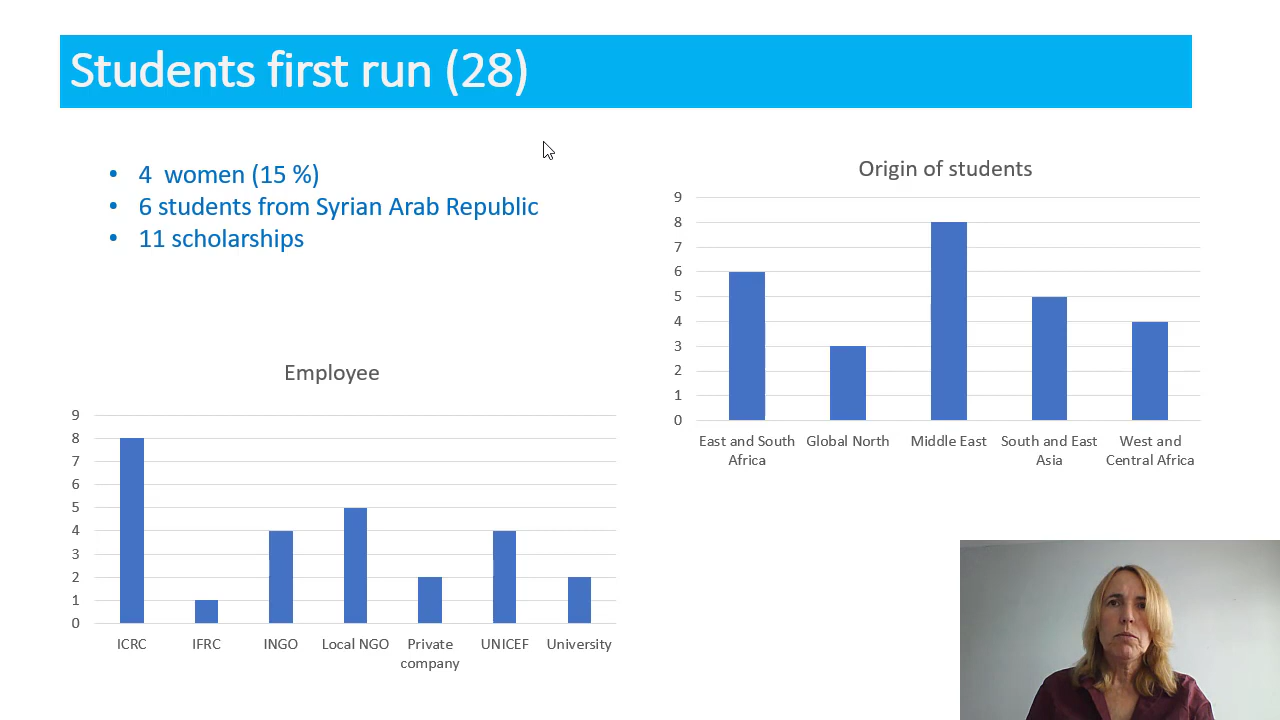 Students first run (28)
• 4 women (15 %)
• 6 students from Syrian Arab Republic
• 11 scholarships
Origin of students
9
8
7
6
5
4
3
2
1
0
East and South Global North Middle East South and East West and
Africa Asia Central Africa
Employee
9
8
7
6
5
4
3
2
1
0
ICRC IFRC INGO Local NGO Private UNICEF University
company